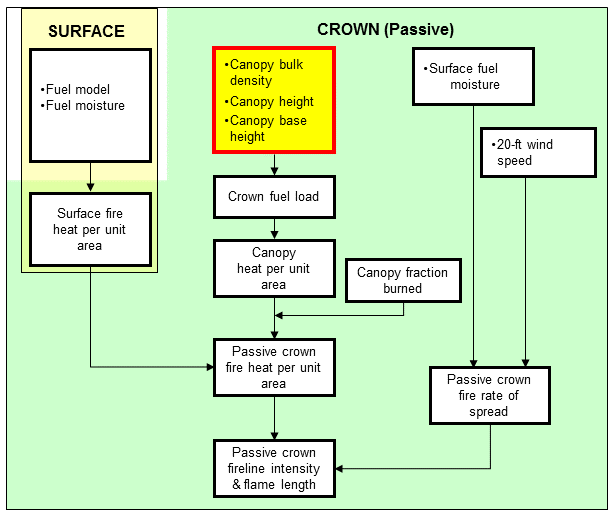 SURFACE
•Fuel model
•Fuel moisture
Surface fire
heat per unit
area
CROWN (Passive)
•Canopy bulk
density
•Canopy height
•Canopy base
height
Crown fuel load
Canopy
heat per unit
area
Canopy fraction
burned
Passive crown
fire heat per unit
area
Passive crown
fireline intensity
& flame length
•Surface fuel
moisture
•20-ft wind
speed
Passive crown
fire rate of
spread